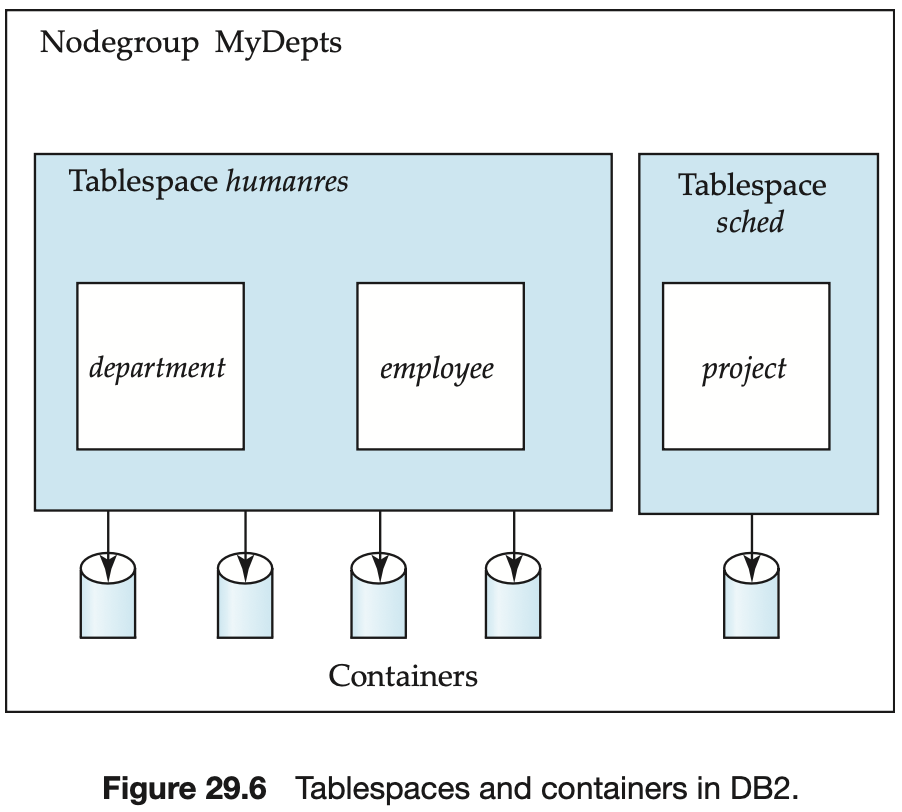 Nodegroup MyDepts
Tablespace humanres
Tablespace
sched
department
employee
project
Containers
Figure 29.6 Tablespaces and containers in DB2.